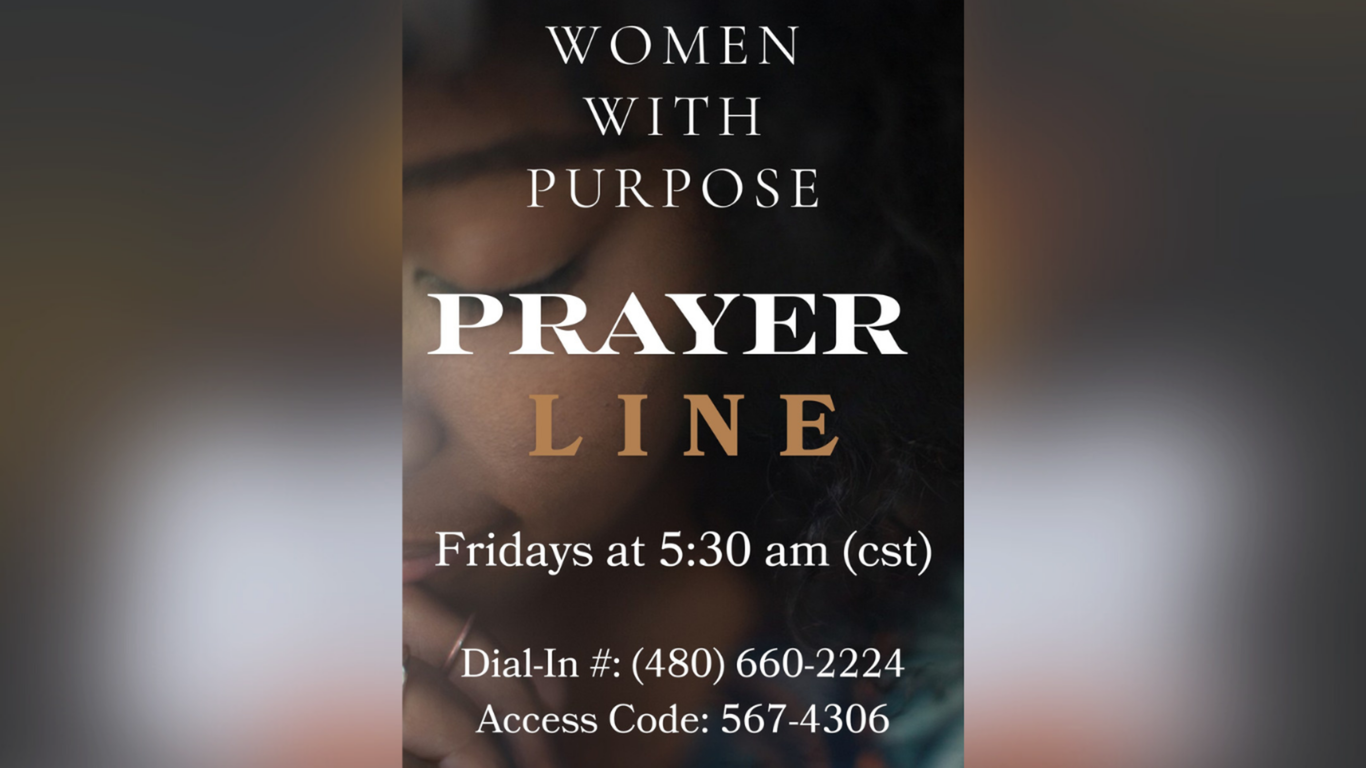 WOMEN
WITH
PURPOSE
PRAYER
LINE
Fridays at 5:30 am (cst)
Dial-In #: (480) 660-2224
Access Code: 567-4306